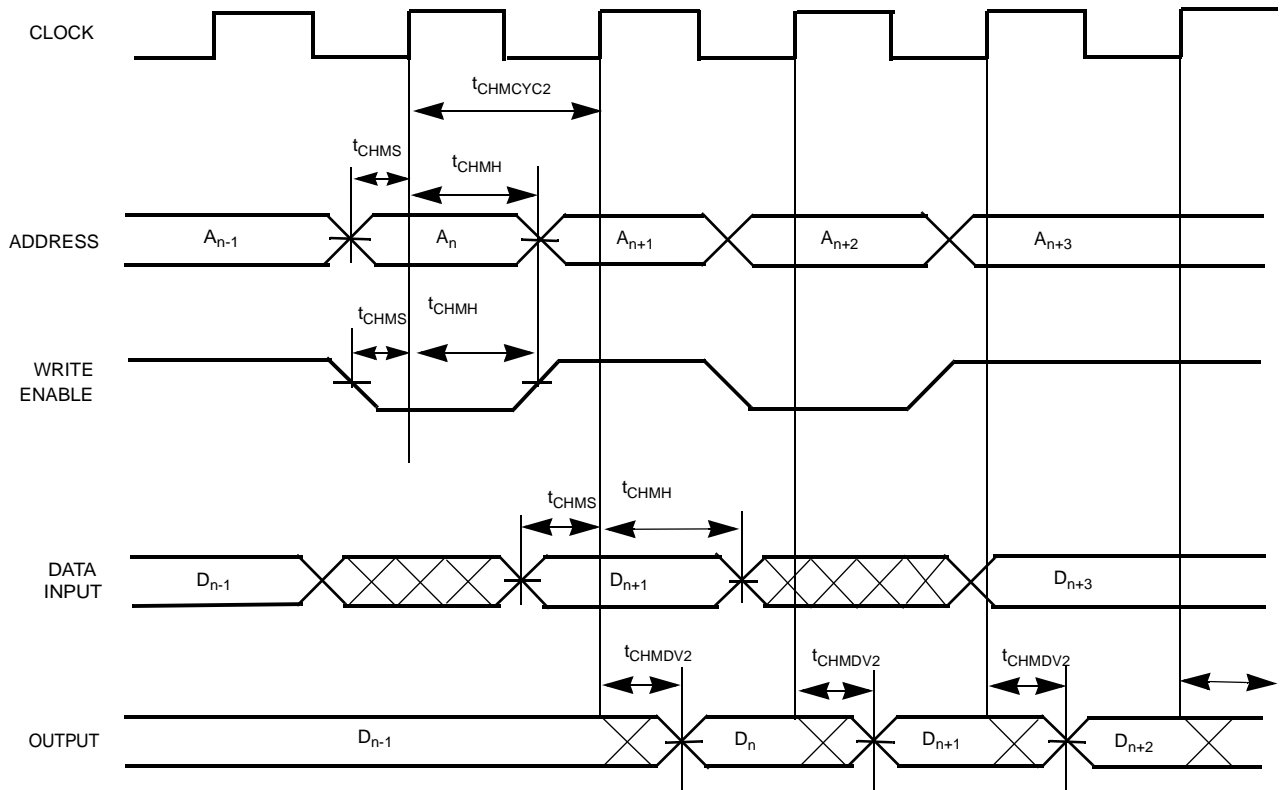 CLOCK
tCHMCYC2
tCHMS
tCHMH
ADDRESS
An-1
An
An+1
An+2
An+3
tCHMS
tCHMH
WRITE
ENABLE
tCHMS
tCHMH
DATA
INPUT
Dn-1
Dn+1
Dn+3
tCHMDV2
tCHMDV2
tCHMDV2
OUTPUT
Dn-1
Dn
Dn+1
Dn+2